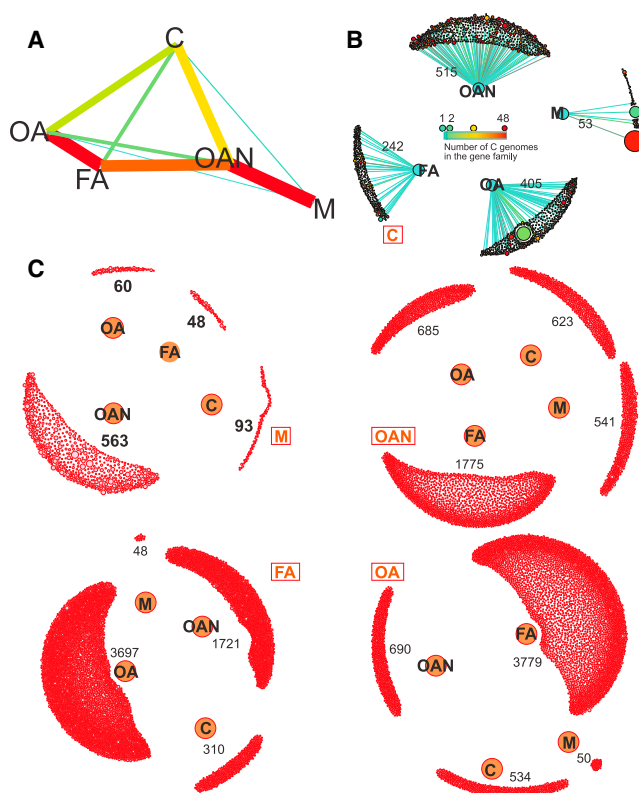 A
C
OA
FA
OAN
M
B
515
OAN
M
53
242
FA
1 2 48
Number of C genomes
in the gene family
OA
405
C
C
60
48
OA
FA
C
OAN
563
93
M
685
623
OA
C
M
541
OAN
FA
1775
48
FA
M
OAN
1721
3697
OA
C
310
OA
FA
3779
690
OAN
M
50
C
534